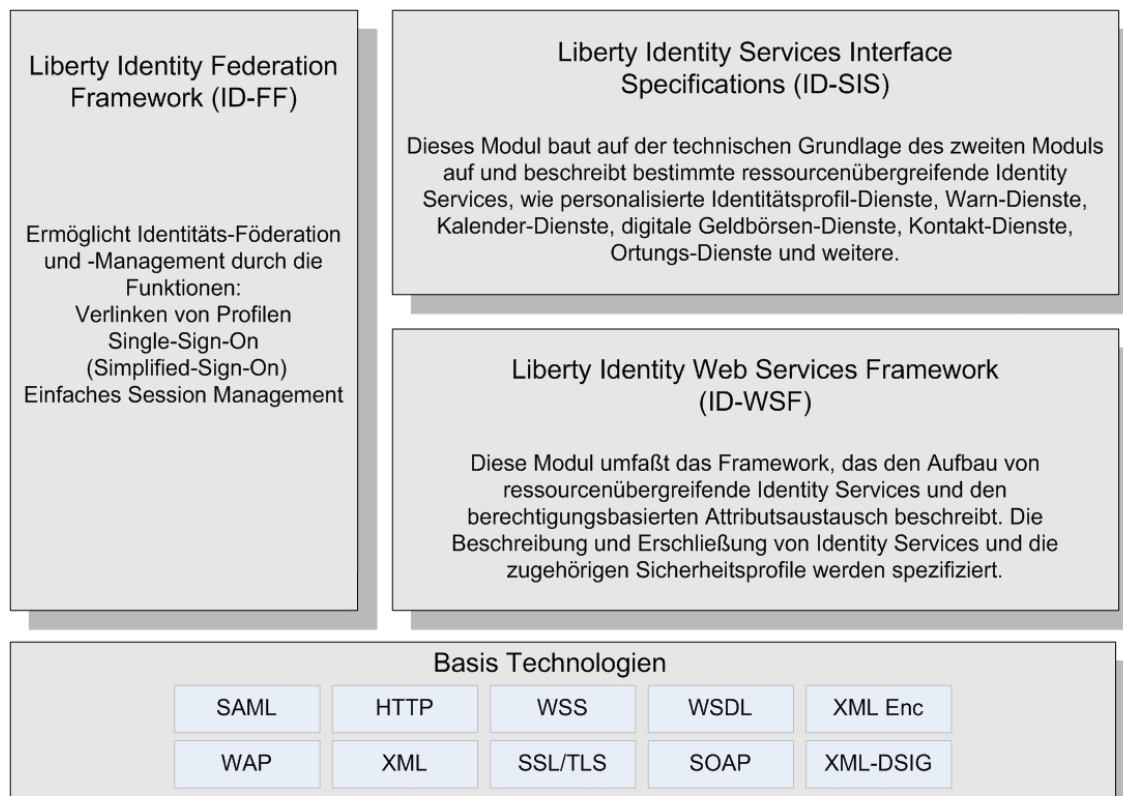 Liberty Identity Federation
Framework (ID-FF)
Ermöglicht Identitäts-Föderation
und -Management durch die
Funktionen:
Verlinken von Profilen
Single-Sign-On
(Simplified-Sign-On)
Einfaches Session Management
Liberty Identity Services Interface
Specifications (ID-SIS)
Dieses Modul baut auf der technischen Grundlage des zweiten Moduls
auf und beschreibt bestimmte ressourcenübergreifende Identity
Services, wie personalisierte Identitätsprofil-Dienste, Warn-Dienste,
Kalender-Dienste, digitale Geldbörsen-Dienste, Kontakt-Dienste,
Ortungs-Dienste und weitere.
Liberty Identity Web Services Framework
(ID-WSF)
Diese Modul umfaßt das Framework, das den Aufbau von
ressourcenübergreifende Identity Services und den
berechtigungsbasierten Attributsaustausch beschreibt. Die
Beschreibung und Erschließung von Identity Services und die
zugehörigen Sicherheitsprofile werden spezifiziert.
Basis Technologien
SAML HTTP WSS WSDL XML Enc
WAP XML SSL/TLS SOAP XML-DSIG